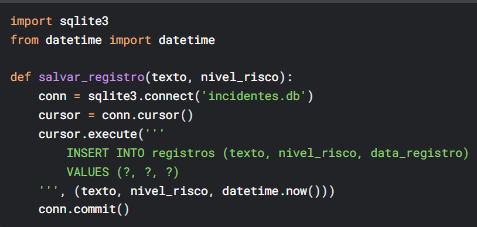 import sqlite3
from datetime import datetime

def salvar_registro(texto, nivel_risco):
    conn = sqlite3.connect('incidentes.db')
    cursor = conn.cursor()
    cursor.execute('''
        INSERT INTO registros (texto, nivel_risco, data_registro)
        VALUES (?, ?, ?)
    ''', (texto, nivel_risco, datetime.now()))
    conn.commit()